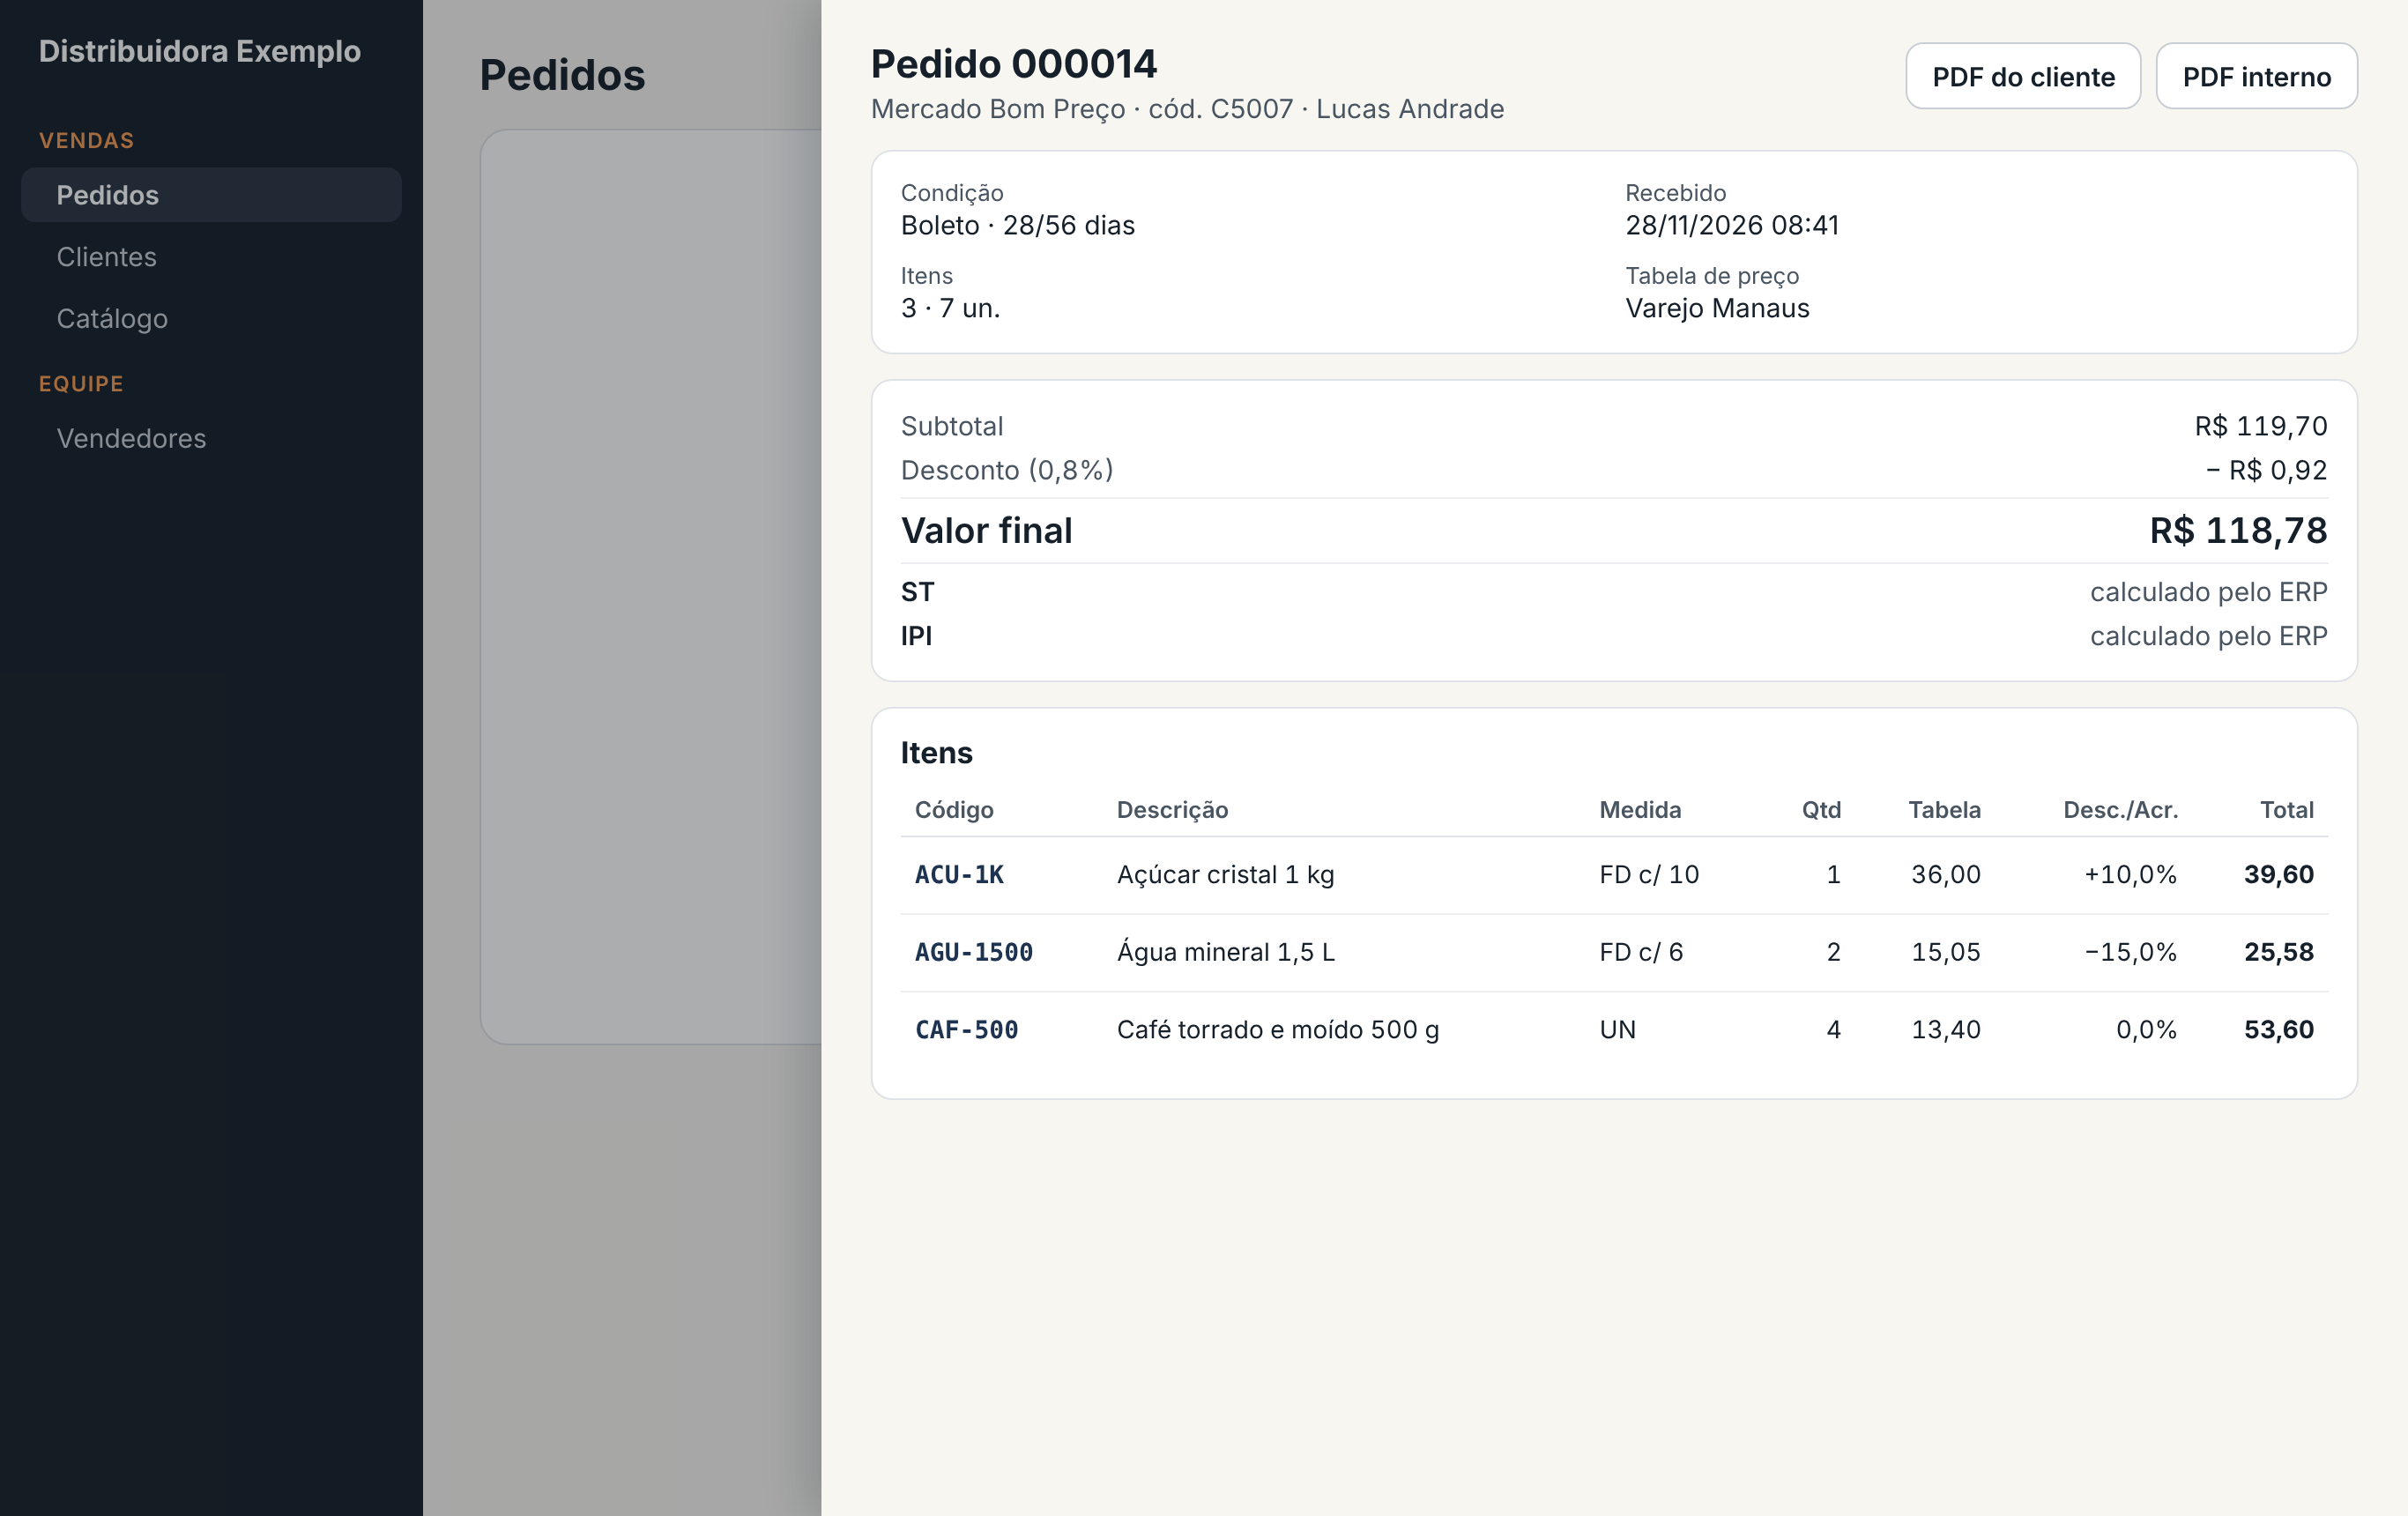 Distribuidora Exemplo
VENDAS
Pedidos
Clientes
Catálogo
EQUIPE
Vendedores
Pedidos
Pedido 000014
Mercado Bom Preço · cód. C5007 · Lucas Andrade
PDF do cliente
PDF interno
Condição
Boleto · 28/56 dias
Recebido
28/11/2026 08:41
Itens
3 · 7 un.
Tabela de preço
Varejo Manaus
Subtotal R$ 119,70
Desconto (0,8%) − R$ 0,92
Valor final R$ 118,78
ST calculado pelo ERP
IPI calculado pelo ERP
Itens
Código Descrição Medida Qtd Tabela Desc./Acr. Total
ACU-1K Açúcar cristal 1 kg FD c/ 10 1 36,00 +10,0% 39,60
AGU-1500 Água mineral 1,5 L FD c/ 6 2 15,05 −15,0% 25,58
CAF-500 Café torrado e moído 500 g UN 4 13,40 0,0% 53,60